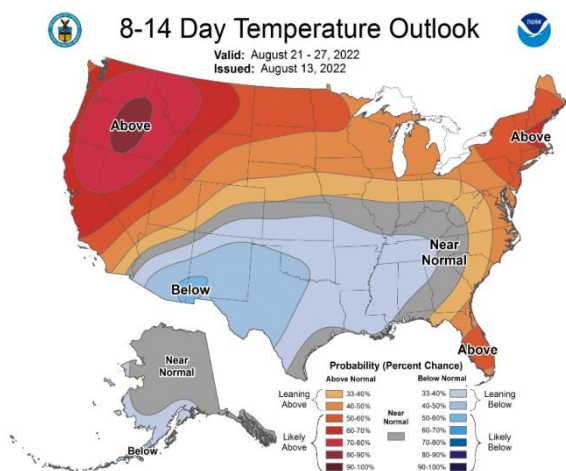 8-14 Day Temperature Outlook
Valid: August 21 - 27, 2022
Issued: August 13, 2022
NOAA
Above
Above
Near
Normal
Below
Above
Near
Normal
Below
Probability (Percent Chance)
Above Normal
Below Normal
Leaning
Above
33-40%
40-50%
Likely
Above
50-60%
60-70%
70-80%
80-90%
90-100%
Near
Normal
33-40%
40-50%
Leaning
Below
50-60%
60-70%
70-80%
80-90%
90-100%
Likely
Below